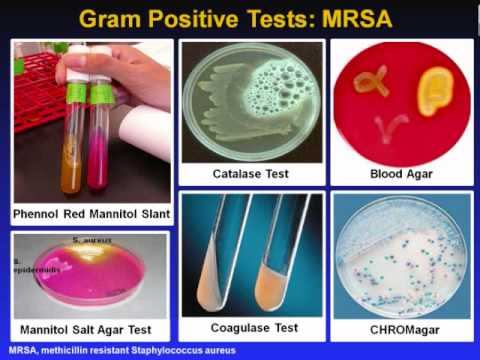 Gram Positive Tests: MRSA
Phennol Red Mannitol Slant
Catalase Test
Blood Agar
S. aureus
S.
epidermidis
Mannitol Salt Agar Test
Coagulase Test
CHROMagar
MRSA, methicillin resistant Staphylococcus aureus